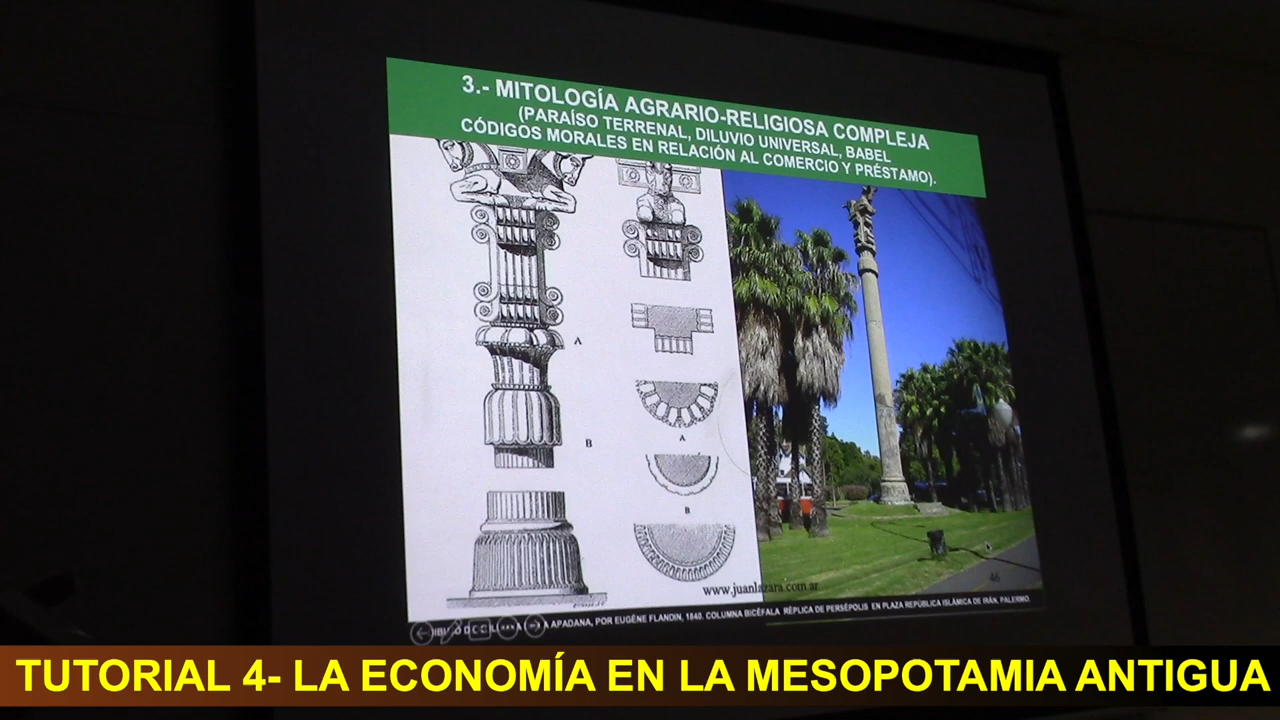 3.- MITOLOGÍA AGRARIO-RELIGIOSA COMPLEJA
(PARAÍSO TERRENAL, DILUVIO UNIVERSAL, BABEL
CÓDIGOS MORALES EN RELACIÓN AL COMERCIO Y PRÉSTAMO).
A
B
A
B
www.juanlazara.com.ar
46
APADANA, POR EUGÈNE FLANDIN, 1840. COLUMNA BICÉFALA RÉPLICA DE PERSÉPOLIS EN PLAZA REPÚBLICA ISLÁMICA DE IRÁN, PALERMO.
TUTORIAL 4- LA ECONOMÍA EN LA MESOPOTAMIA ANTIGUA